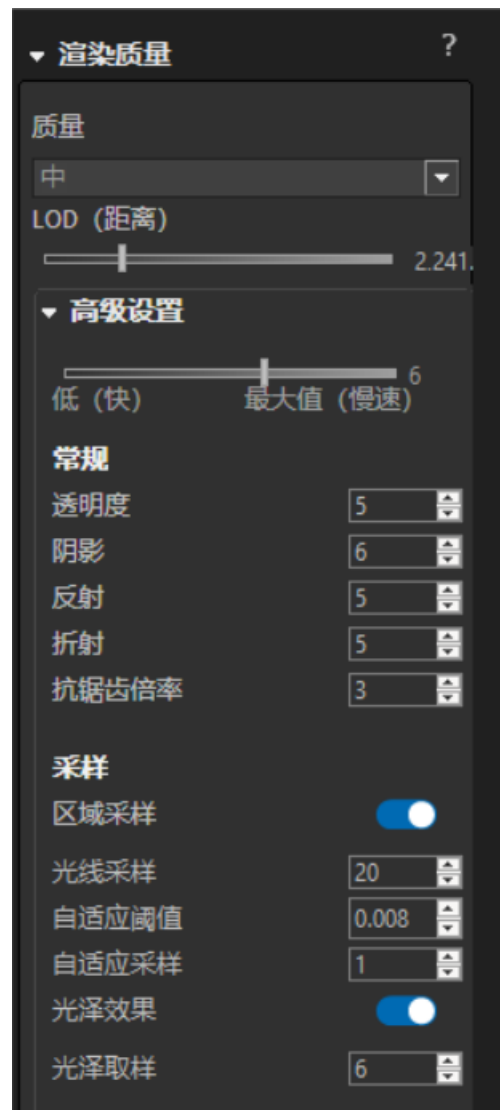 渲染质量 ?
质量
中
LOD（距离）
2.241.
高级设置
6
低（快） 最大值（慢速）
常规
透明度 5
阴影 6
反射 5
折射 5
抗锯齿倍率 3
采样
区域采样
光线采样 20
自适应阈值 0.008
自适应采样 1
光泽效果
光泽取样 6